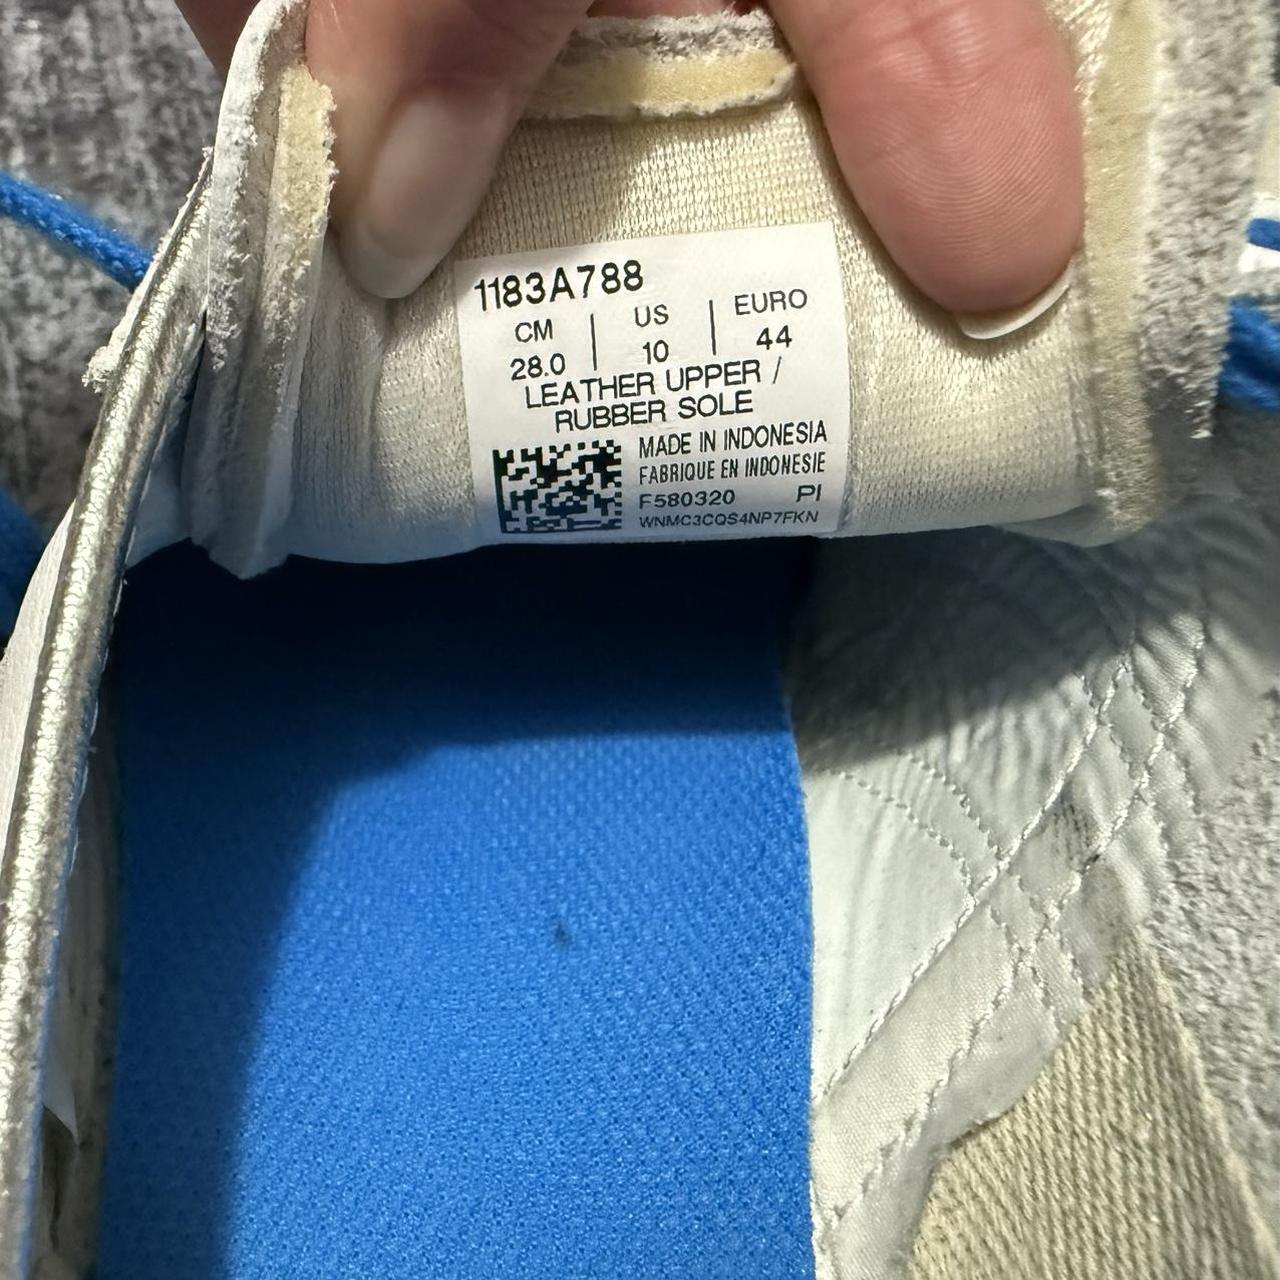 1183A788
CM | US | EURO
28.0 | 10 | 44
LEATHER UPPER /
RUBBER SOLE
MADE IN INDONESIA
FABRIQUE EN INDONESIE
F580320 PI
WNMC3CQS4NP7FKN